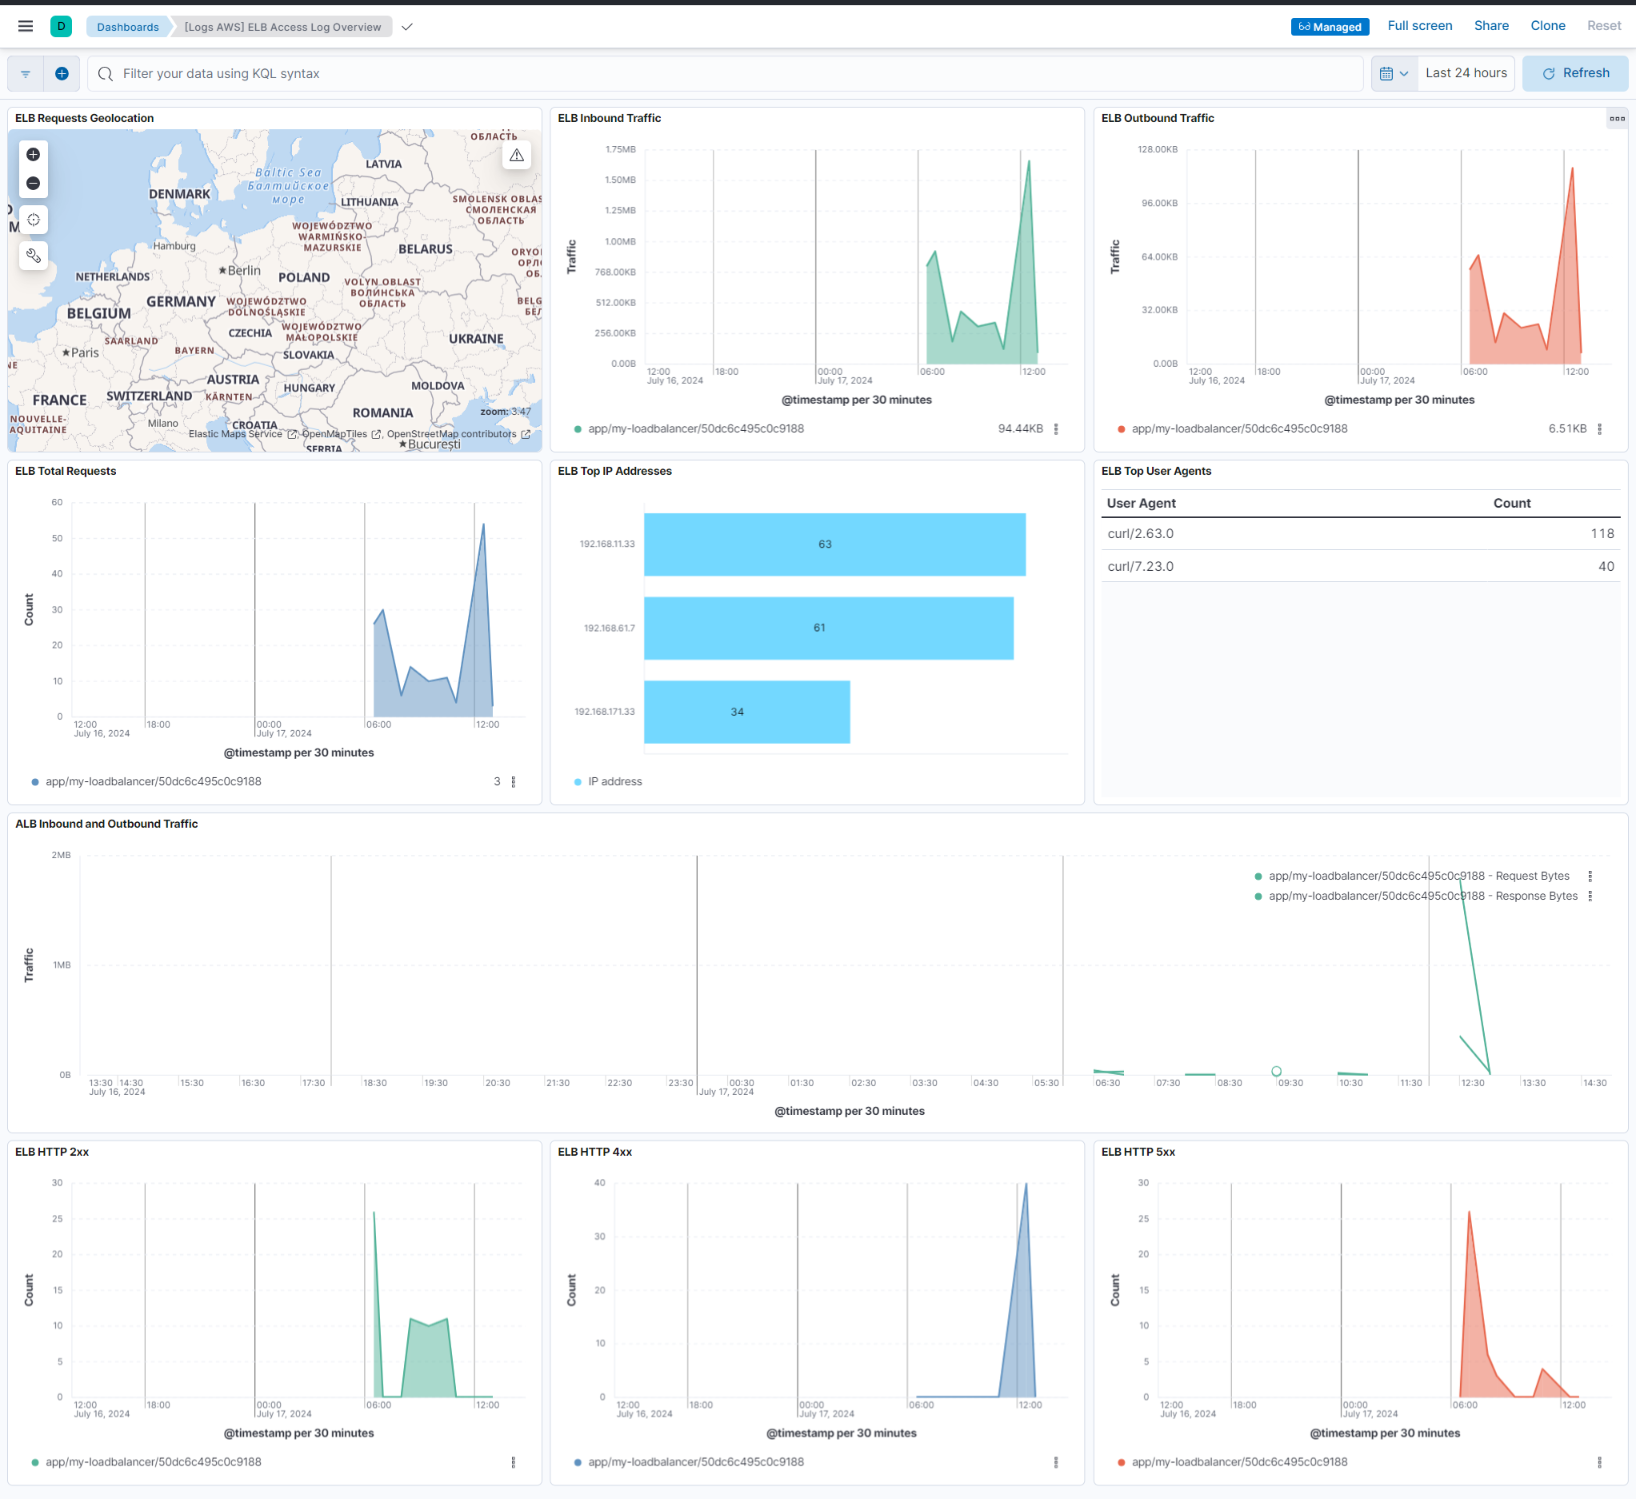 D
Dashboards
[Logs AWS] ELB Access Log Overview
Managed
Full screen
Share
Clone
Reset
Filter your data using KQL syntax
Last 24 hours
Refresh
ELB Requests Geolocation
ОБЛАСТЬ
LATVIA
Baltic Sea
Балтийское
море
DENMARK
LITHUANIA
SMOLENSK OBLAS
СМОЛЕНСКАЯ
ОБЛАСТЬ
WOJEWÓDZTWO
WARMIŃSKO-
MAZURSKIE
Hamburg
BELARUS
NETHERLANDS
Berlin
POLAND
VOLYN OBLAST
ВОЛИНСЬКА
ОБЛАСТЬ
GERMANY
WOJEWÓDZTWO
DOLNOŚLĄSKIE
BELGIUM
CZECHIA
WOJEWÓDZTWO
MAŁOPOLSKIE
UKRAINE
SAARLAND
Paris
BAYERN
SLOVAKIA
AUSTRIA
HUNGARY
MOLDOVA
FRANCE
SWITZERLAND
KÄRNTEN
ROMANIA
zoom: 3.47
NOUVELLE-
AQUITAINE
Milano
CROATIA
Elastic Maps Service , OpenMapTiles , OpenStreetMap contributors
SERBIA
București
ELB Inbound Traffic
1.75MB
1.50MB
1.25MB
1.00MB
768.00KB
512.00KB
256.00KB
0.00B
Traffic
12:00 18:00 00:00 06:00 12:00
July 16, 2024 July 17, 2024
@timestamp per 30 minutes
app/my-loadbalancer/50dc6c495c0c9188 94.44KB
ELB Outbound Traffic
128.00KB
96.00KB
64.00KB
32.00KB
0.00B
Traffic
12:00 18:00 00:00 06:00 12:00
July 16, 2024 July 17, 2024
@timestamp per 30 minutes
app/my-loadbalancer/50dc6c495c0c9188 6.51KB
ELB Total Requests
60
50
40
30
20
10
0
Count
12:00 18:00 00:00 06:00 12:00
July 16, 2024 July 17, 2024
@timestamp per 30 minutes
app/my-loadbalancer/50dc6c495c0c9188 3
ELB Top IP Addresses
192.168.11.33 63
192.168.61.7 61
192.168.171.33 34
IP address
ELB Top User Agents
User Agent Count
curl/2.63.0 118
curl/7.23.0 40
ALB Inbound and Outbound Traffic
2MB
1MB
0B
Traffic
app/my-loadbalancer/50dc6c495c0c9188 - Request Bytes
app/my-loadbalancer/50dc6c495c0c9188 - Response Bytes
13:30 14:30 15:30 16:30 17:30 18:30 19:30 20:30 21:30 22:30 23:30 00:30 01:30 02:30 03:30 04:30 05:30 06:30 07:30 08:30 09:30 10:30 11:30 12:30 13:30 14:30
July 16, 2024 July 17, 2024
@timestamp per 30 minutes
ELB HTTP 2xx
30
25
20
15
10
5
0
Count
12:00 18:00 00:00 06:00 12:00
July 16, 2024 July 17, 2024
@timestamp per 30 minutes
app/my-loadbalancer/50dc6c495c0c9188
ELB HTTP 4xx
40
30
20
10
0
Count
12:00 18:00 00:00 06:00 12:00
July 16, 2024 July 17, 2024
@timestamp per 30 minutes
app/my-loadbalancer/50dc6c495c0c9188
ELB HTTP 5xx
30
25
20
15
10
5
0
Count
12:00 18:00 00:00 06:00 12:00
July 16, 2024 July 17, 2024
@timestamp per 30 minutes
app/my-loadbalancer/50dc6c495c0c9188